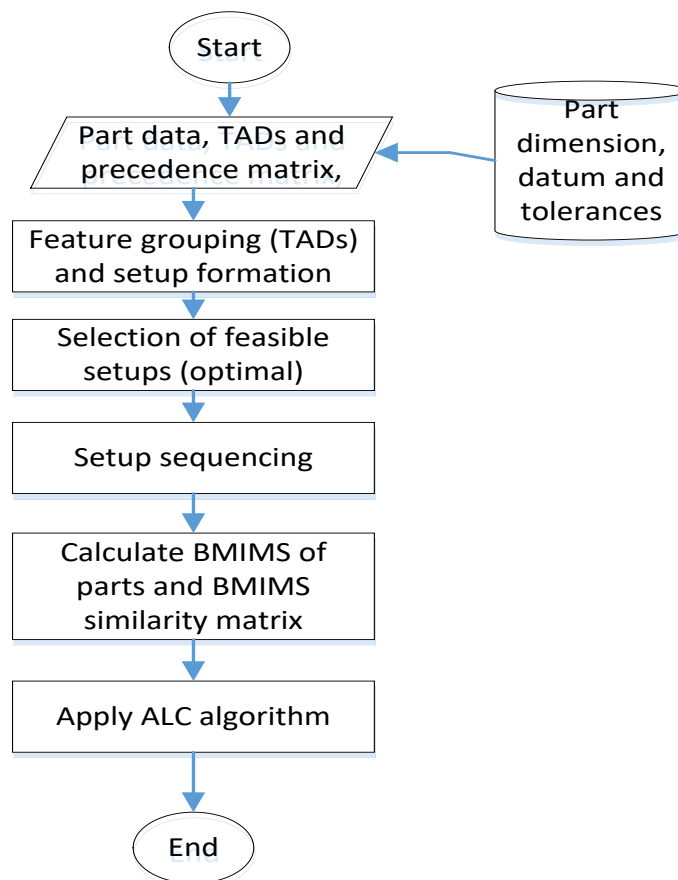 Start
Part data, TADs and
precedence matrix,
Part
dimension,
datum and
tolerances
Feature grouping (TADs)
and setup formation
Selection of feasible
setups (optimal)
Setup sequencing
Calculate BMIMS of
parts and BMIMS
similarity matrix
Apply ALC algorithm
End